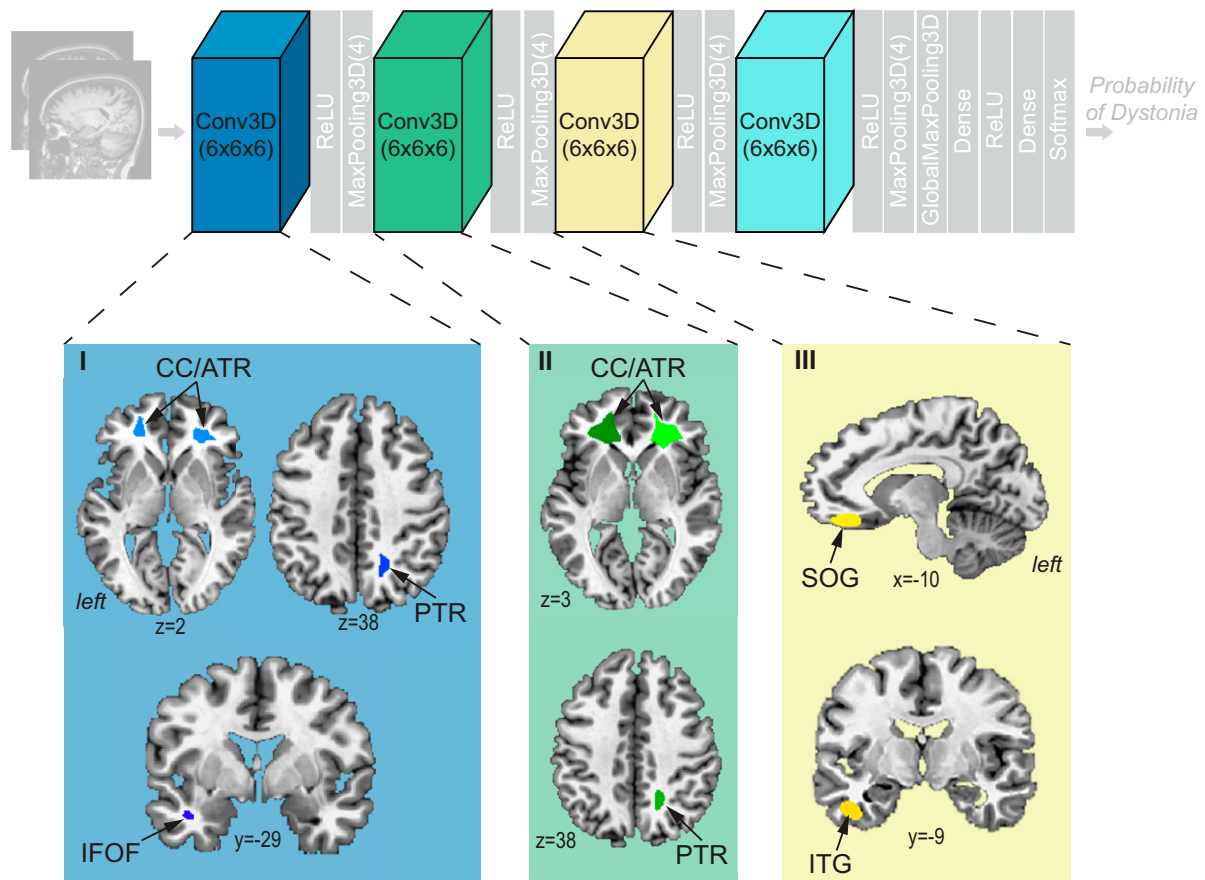 Conv3D
(6x6x6)
ReLU
MaxPooling3D(4)
Conv3D
(6x6x6)
ReLU
MaxPooling3D(4)
Conv3D
(6x6x6)
ReLU
MaxPooling3D(4)
Conv3D
(6x6x6)
ReLU
MaxPooling3D(4)
GlobalMaxPooling3D
Dense
ReLU
Dense
Softmax
Probability
of Dystonia
I
CC/ATR
left
z=2
z=38
PTR
IFOF
y=-29
II
CC/ATR
z=3
z=38
PTR
III
SOG
x=-10
left
ITG
y=-9